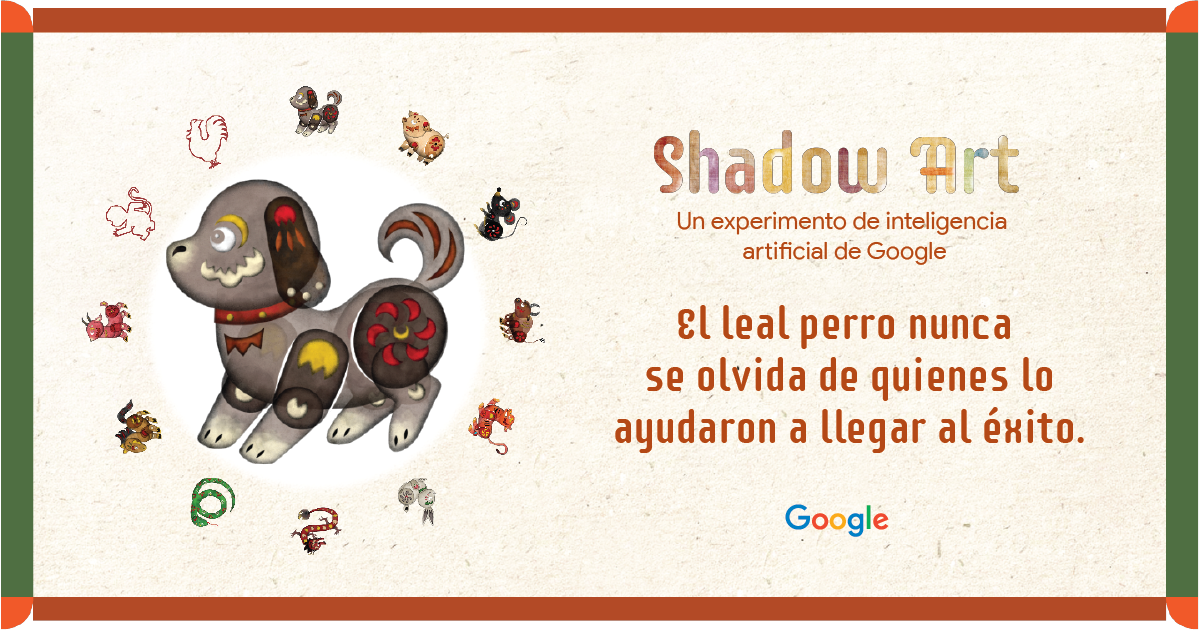 Shadow Art
Un experimento de inteligencia
artificial de Google
El leal perro nunca
se olvida de quienes lo
ayudaron a llegar al éxito.
Google